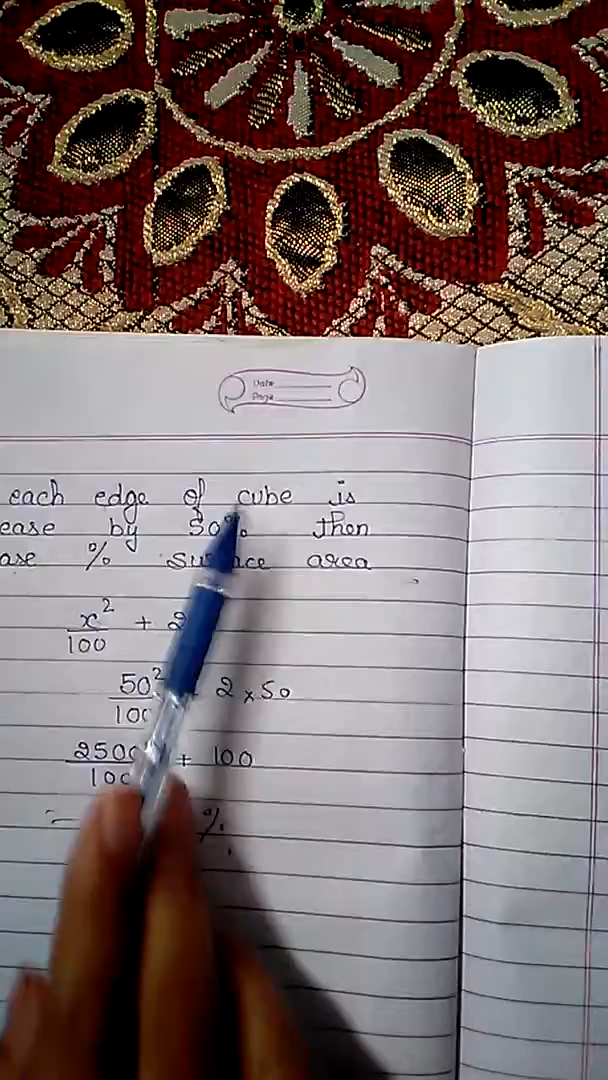 Date
Page
each edge of cube is
ease by 50% then
ase % surface area
x² / 100 + 2
50² / 100 2 × 50
2500 / 100 + 100
= %